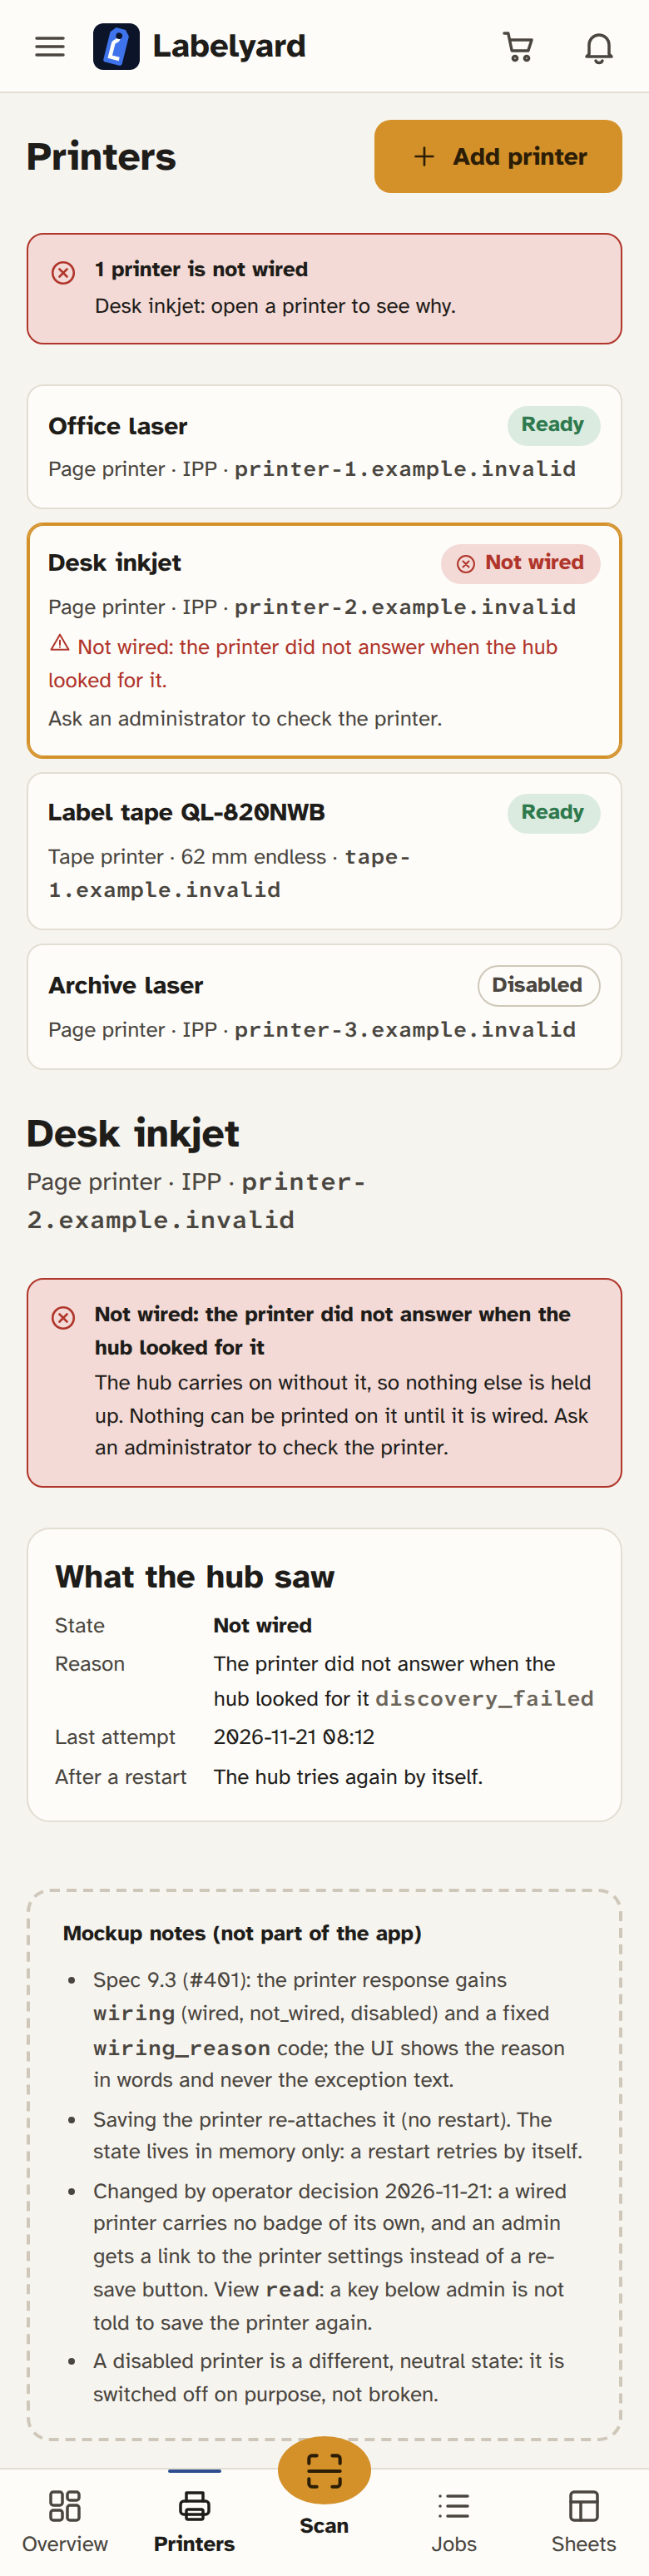 Labelyard
Printers
Add printer
1 printer is not wired
Desk inkjet: open a printer to see why.
Office laser
Ready
Page printer · IPP · printer-1.example.invalid
Desk inkjet
Not wired
Page printer · IPP · printer-2.example.invalid
Not wired: the printer did not answer when the hub
looked for it.
Ask an administrator to check the printer.
Label tape QL-820NWB
Ready
Tape printer · 62 mm endless · tape-
1.example.invalid
Archive laser
Disabled
Page printer · IPP · printer-3.example.invalid
Desk inkjet
Page printer · IPP · printer-
2.example.invalid
Not wired: the printer did not answer when the
hub looked for it
The hub carries on without it, so nothing else is held
up. Nothing can be printed on it until it is wired. Ask
an administrator to check the printer.
What the hub saw
State Not wired
Reason The printer did not answer when the
hub looked for it discovery_failed
Last attempt 2026-11-21 08:12
After a restart The hub tries again by itself.
Mockup notes (not part of the app)
• Spec 9.3 (#401): the printer response gains
wiring (wired, not_wired, disabled) and a fixed
wiring_reason code; the UI shows the reason
in words and never the exception text.
• Saving the printer re-attaches it (no restart). The
state lives in memory only: a restart retries by itself.
• Changed by operator decision 2026-11-21: a wired
printer carries no badge of its own, and an admin
gets a link to the printer settings instead of a re-
save button. View read: a key below admin is not
told to save the printer again.
• A disabled printer is a different, neutral state: it is
switched off on purpose, not broken.
Overview
Printers
Scan
Jobs
Sheets